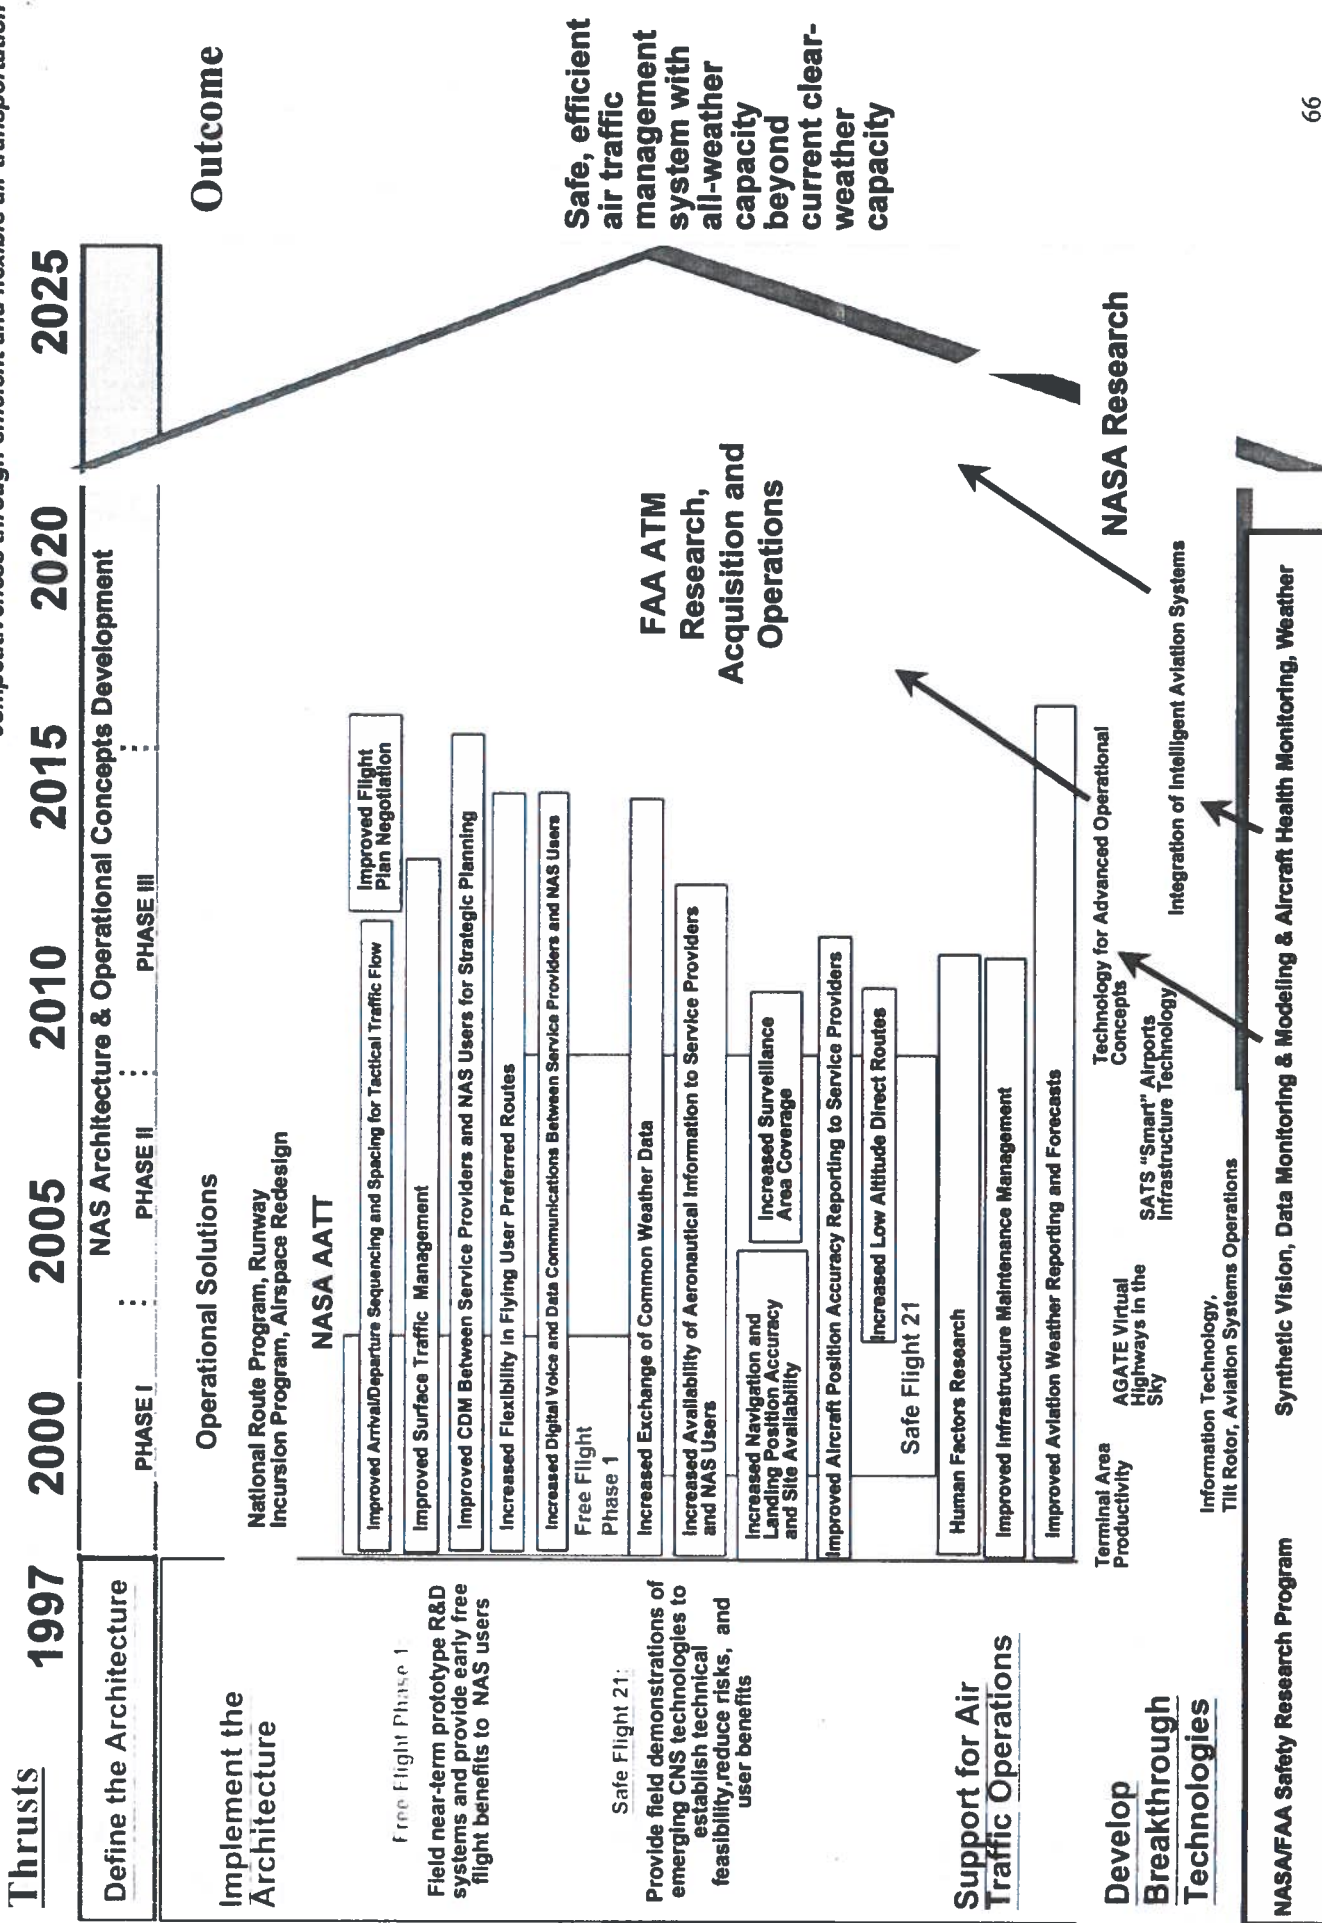 competitiveness through efficient and flexible air transportation
Thrusts
1997
2000
2005
2010
2015
2020
2025
Define the Architecture
NAS Architecture & Operational Concepts Development
PHASE I
PHASE II
PHASE III
Outcome
Implement the
Architecture
Operational Solutions
National Route Program, Runway
Incursion Program, Airspace Redesign
NASA AATT
Free Flight Phase 1:
Field near-term prototype R&D
systems and provide early free
flight benefits to NAS users
Improved Arrival/Departure Sequencing and Spacing for Tactical Traffic Flow
Improved Flight
Plan Negotiation
Improved Surface Traffic Management
Improved CDM Between Service Providers and NAS Users for Strategic Planning
Increased Flexibility in Flying User Preferred Routes
Increased Digital Voice and Data Communications Between Service Providers and NAS Users
Free Flight
Phase 1
Safe Flight 21:
Provide field demonstrations of
emerging CNS technologies to
establish technical
feasibility,reduce risks, and
user benefits
Increased Exchange of Common Weather Data
Increased Availability of Aeronautical Information to Service Providers
and NAS Users
Increased Navigation and
Landing Position Accuracy
and Site Availability
Increased Surveillance
Area Coverage
Improved Aircraft Position Accuracy Reporting to Service Providers
Increased Low Altitude Direct Routes
Safe Flight 21
FAA ATM
Research,
Acquisition and
Operations
Safe, efficient
air traffic
management
system with
all-weather
capacity
beyond
current clear-
weather
capacity
Support for Air
Traffic Operations
Human Factors Research
Improved Infrastructure Maintenance Management
Improved Aviation Weather Reporting and Forecasts
Develop
Breakthrough
Technologies
Terminal Area
Productivity
AGATE Virtual
Highways in the
Sky
Technology for Advanced Operational
Concepts
SATS "Smart" Airports
Infrastructure Technology
Integration of Intelligent Aviation Systems
NASA Research
Information Technology,
Tilt Rotor, Aviation Systems Operations
NASA/FAA Safety Research Program
Synthetic Vision, Data Monitoring & Modeling & Aircraft Health Monitoring, Weather
66